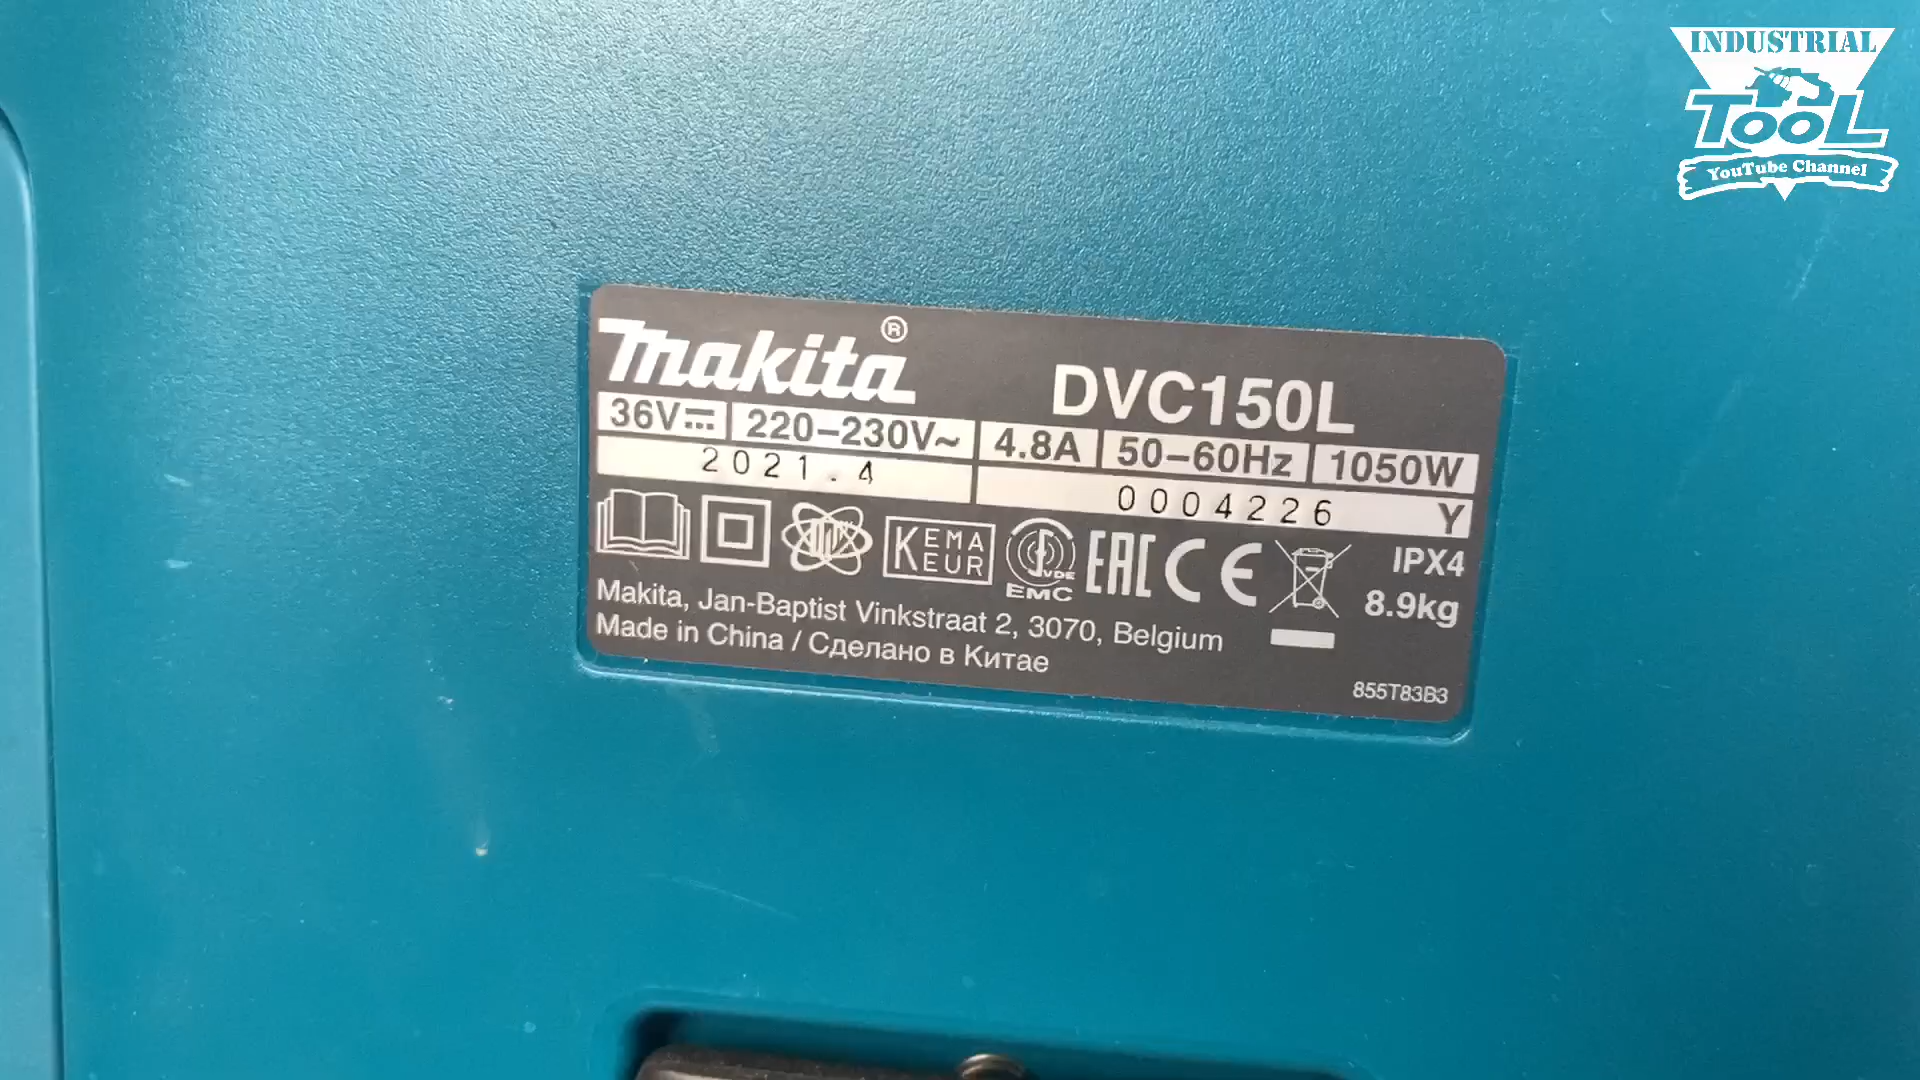 INDUSTRIAL
TOOL
YouTube Channel
makita®
DVC150L
36V⎓ 220–230V~ 4.8A 50–60Hz 1050W
2021.4 0004226 Y
KEMA
EUR
VDE
EMC
EAC CE IPX4
8.9kg
Makita, Jan-Baptist Vinkstraat 2, 3070, Belgium
Made in China / Сделано в Китае
855T83B3